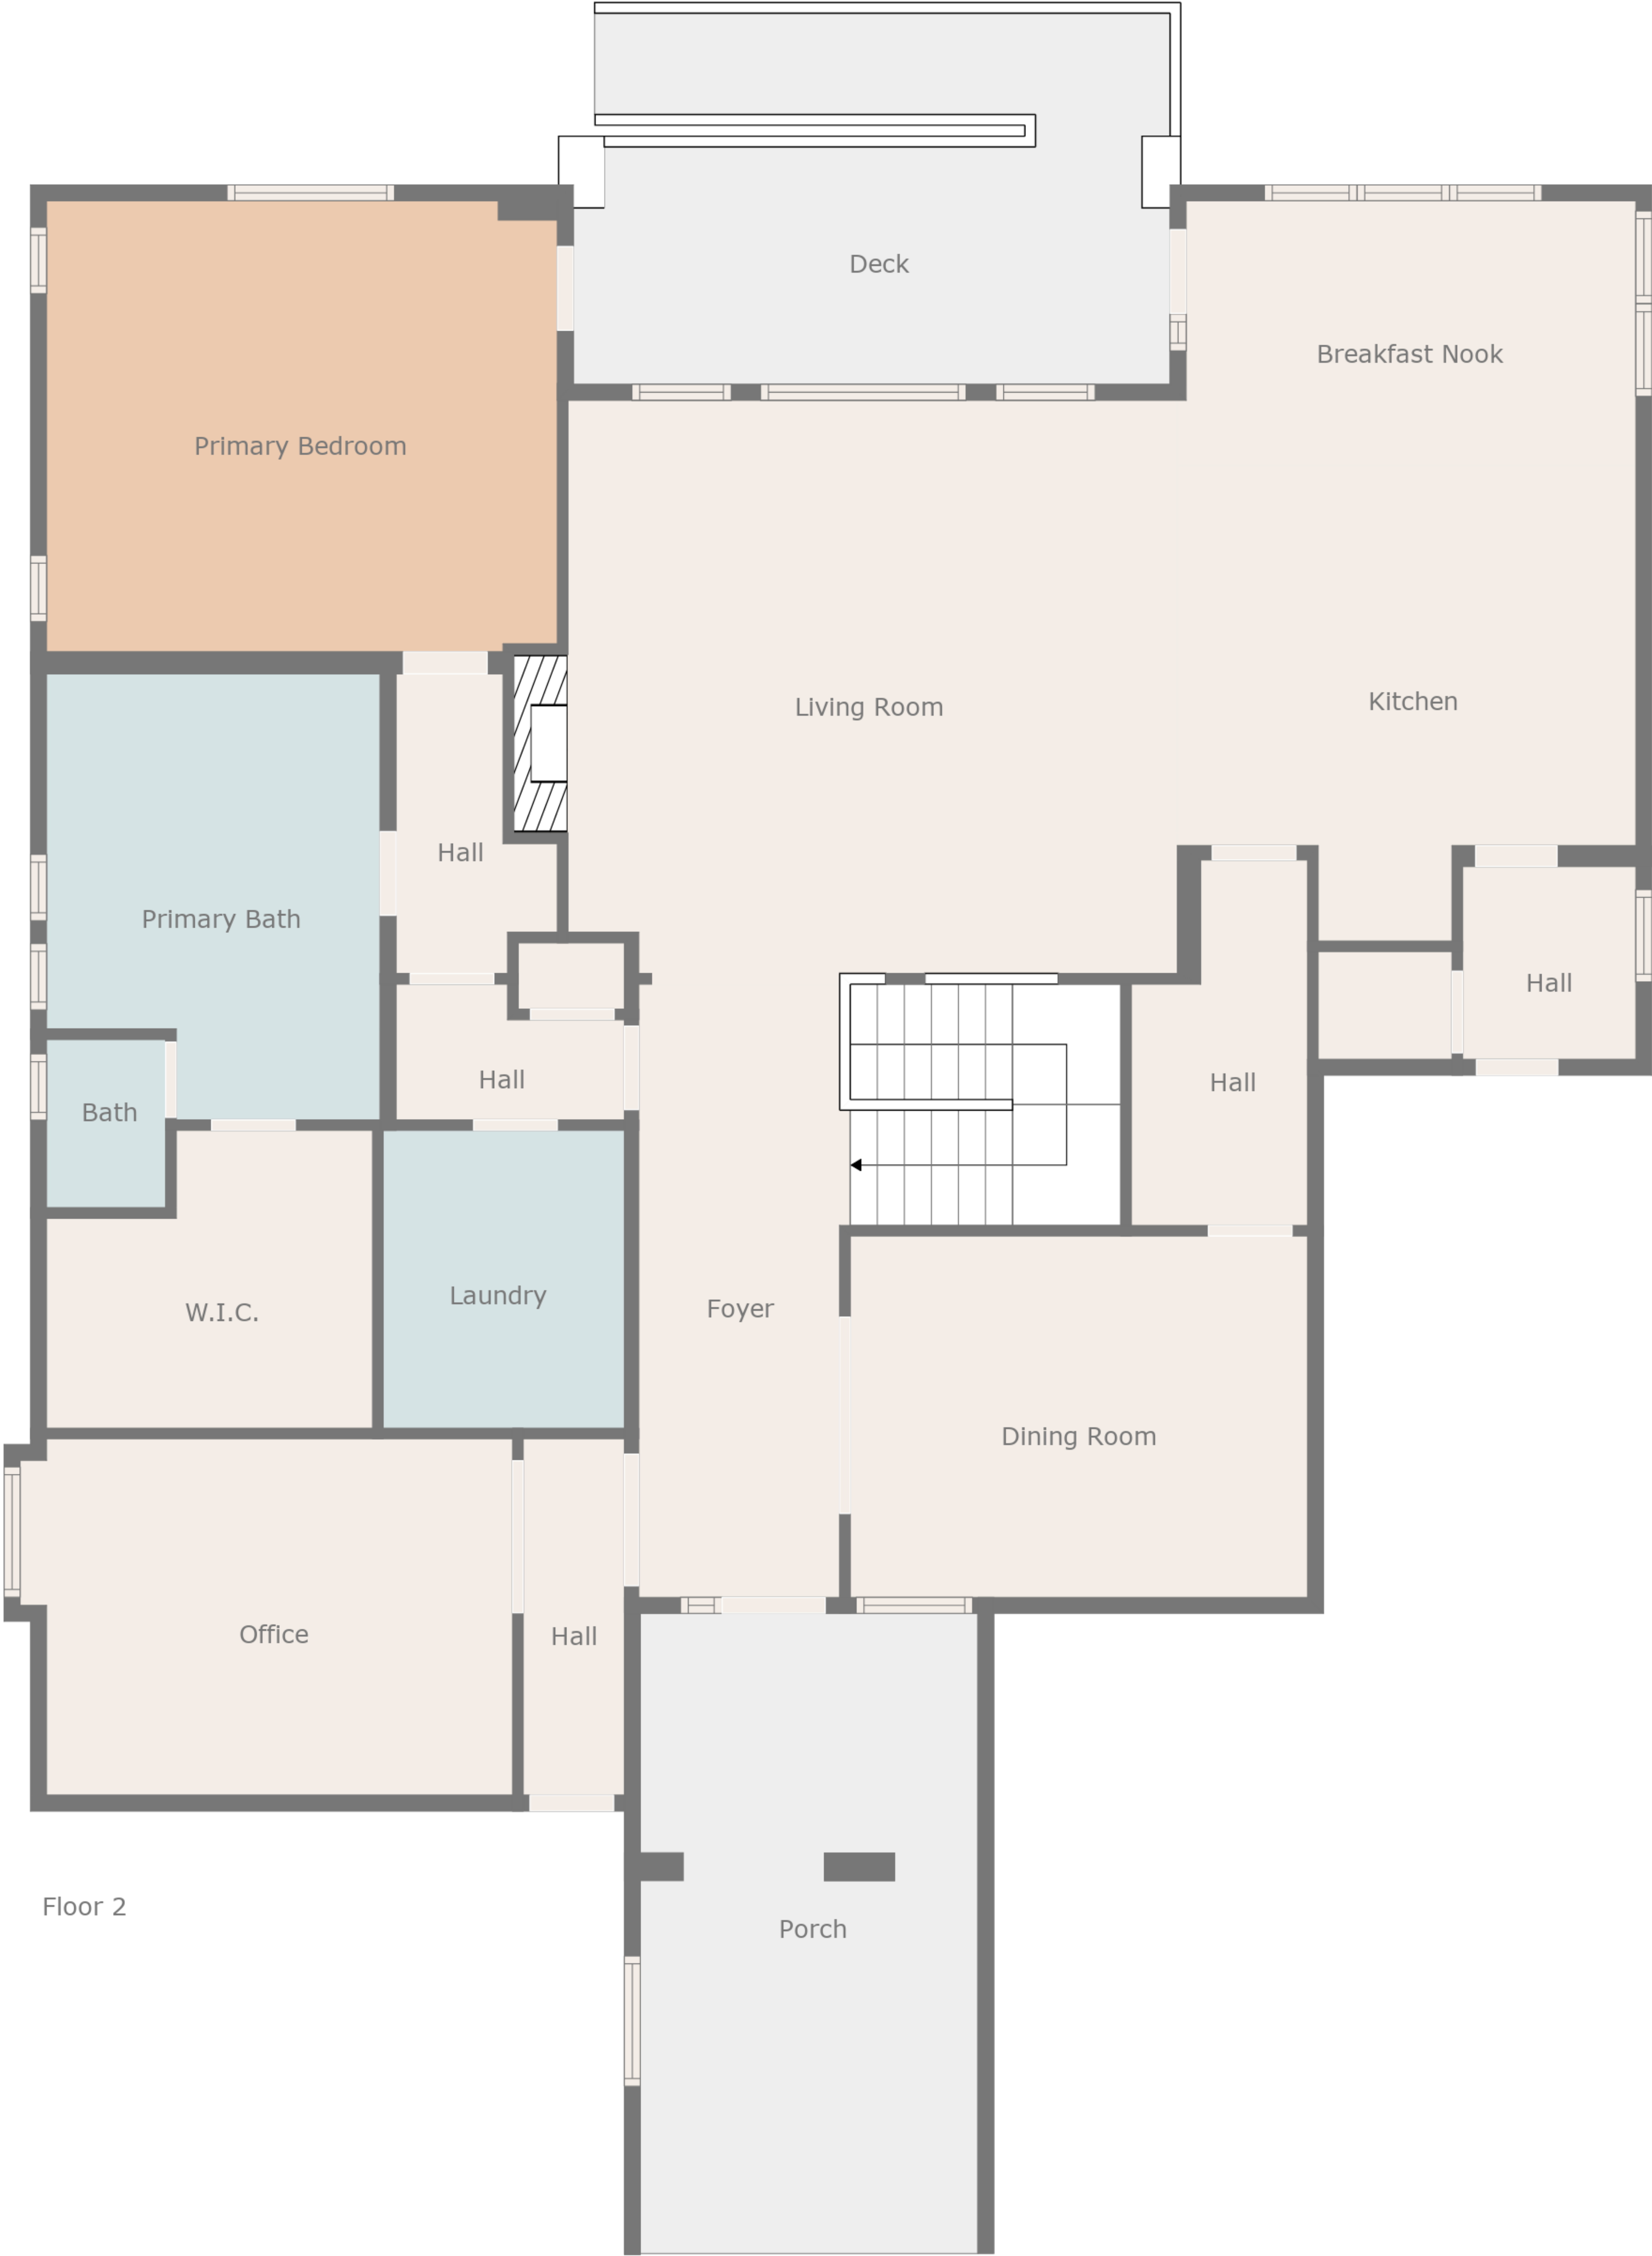 Deck
Breakfast Nook
Primary Bedroom
Living Room
Kitchen
Hall
Primary Bath
Hall
Hall
Hall
Bath
Laundry
Foyer
W.I.C.
Dining Room
Office
Hall
Floor 2
Porch